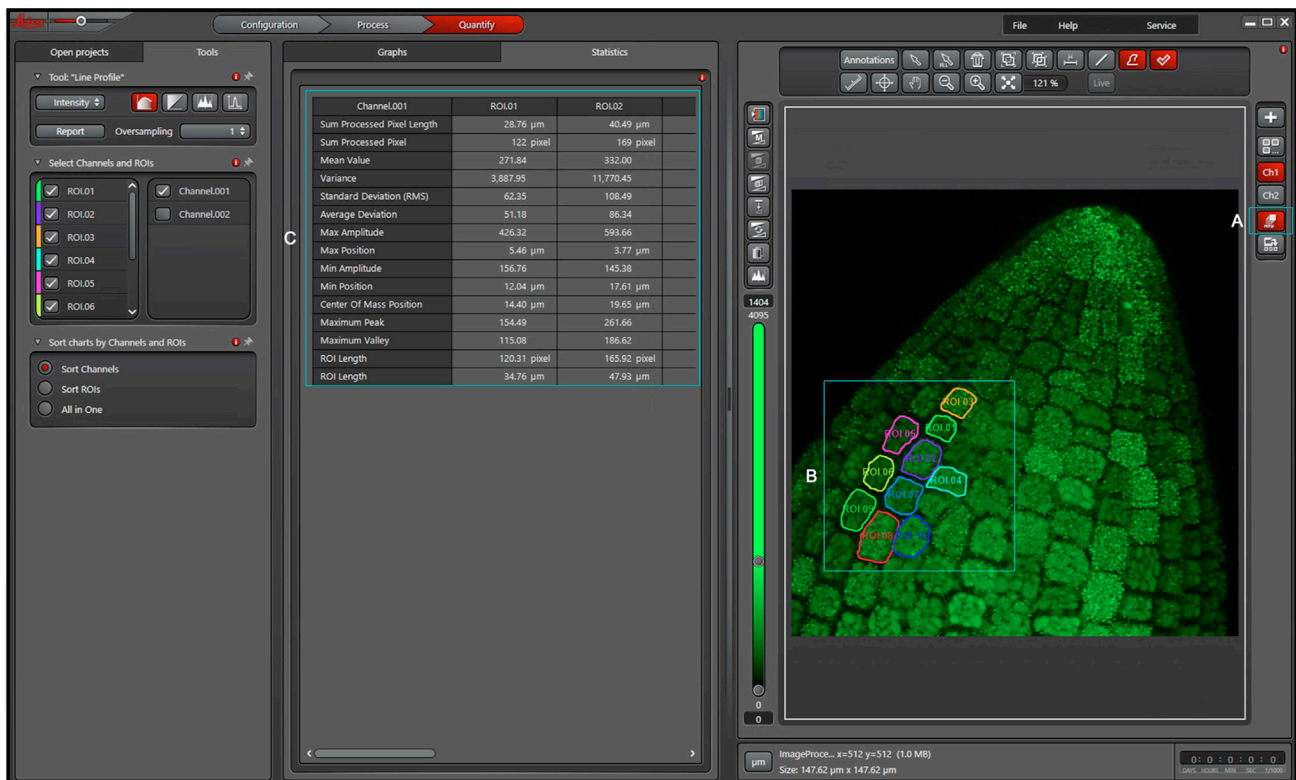 Leica
Configuration Process Quantify
File Help Service
Open projects Tools
Tool: "Line Profile"
Intensity
Report Oversampling 1
Select Channels and ROIs
ROI.01 Channel.001
ROI.02 Channel.002
ROI.03
ROI.04
ROI.05
ROI.06
Sort charts by Channels and ROIs
Sort Channels
Sort ROIs
All in One
Graphs Statistics
C
Channel.001 ROI.01 ROI.02
Sum Processed Pixel Length 28.76 µm 40.49 µm
Sum Processed Pixel 122 pixel 169 pixel
Mean Value 271.84 332.00
Variance 3,887.95 11,770.45
Standard Deviation (RMS) 62.35 108.49
Average Deviation 51.18 86.34
Max Amplitude 426.32 593.66
Max Position 5.46 µm 3.77 µm
Min Amplitude 156.76 145.38
Min Position 12.04 µm 17.61 µm
Center Of Mass Position 14.40 µm 19.65 µm
Maximum Peak 154.49 261.66
Maximum Valley 115.08 186.62
ROI Length 120.31 pixel 165.92 pixel
ROI Length 34.76 µm 47.93 µm
Annotations
121 % Live
1404
4095
0
0
A
Ch1
Ch2
B
ROI.03
ROI.01
ROI.05
ROI.02
ROI.06
ROI.04
ROI.07
ROI.09
ROI.08
µm
ImageProce... x=512 y=512 (1.0 MB)
Size: 147.62 µm x 147.62 µm
0: 0: 0: 0: 0: 0
DAYS HOURS MIN SEC 1/1000